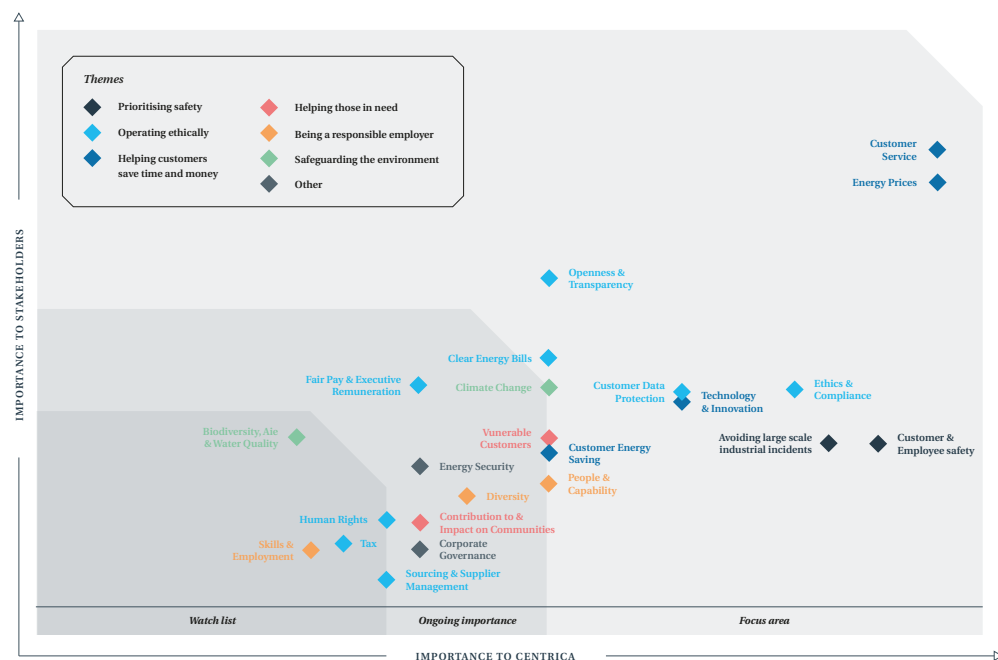 Themes
Prioritising safety
Operating ethically
Helping customers
save time and money
Helping those in need
Being a responsible employer
Safeguarding the environment
Other
Customer
Service
Energy Prices
Openness &
Transparency
Clear Energy Bills
Fair Pay & Executive
Remuneration
Climate Change
Customer Data
Protection
Technology
& Innovation
Ethics &
Compliance
Biodiversity, Aie
& Water Quality
Vunerable
Customers
Customer Energy
Saving
Avoiding large scale
industrial incidents
Customer &
Employee safety
Energy Security
People &
Capability
Diversity
Human Rights
Contribution to &
Impact on Communities
Skills &
Employment
Tax
Corporate
Governance
Sourcing & Supplier
Management
Watch list
Ongoing importance
Focus area
IMPORTANCE TO STAKEHOLDERS
IMPORTANCE TO CENTRICA